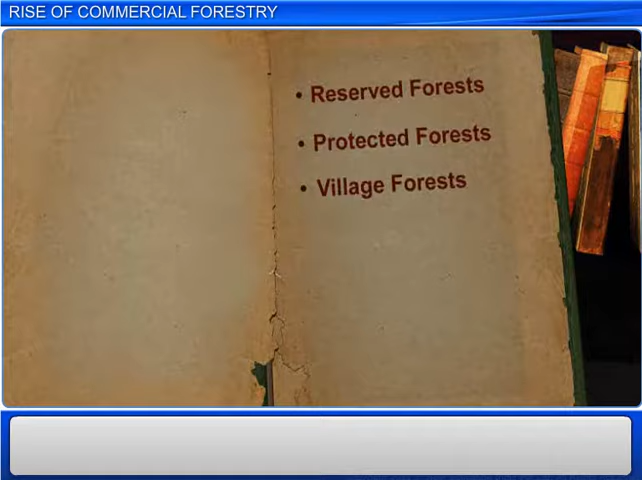 RISE OF COMMERCIAL FORESTRY
• Reserved Forests
• Protected Forests
• Village Forests